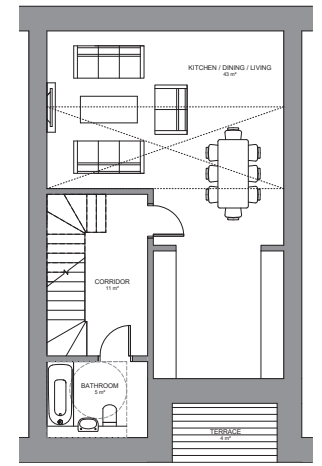 KITCHEN / DINING / LIVING
43 m²
CORRIDOR
11 m²
BATHROOM
5 m²
TERRACE
4 m²